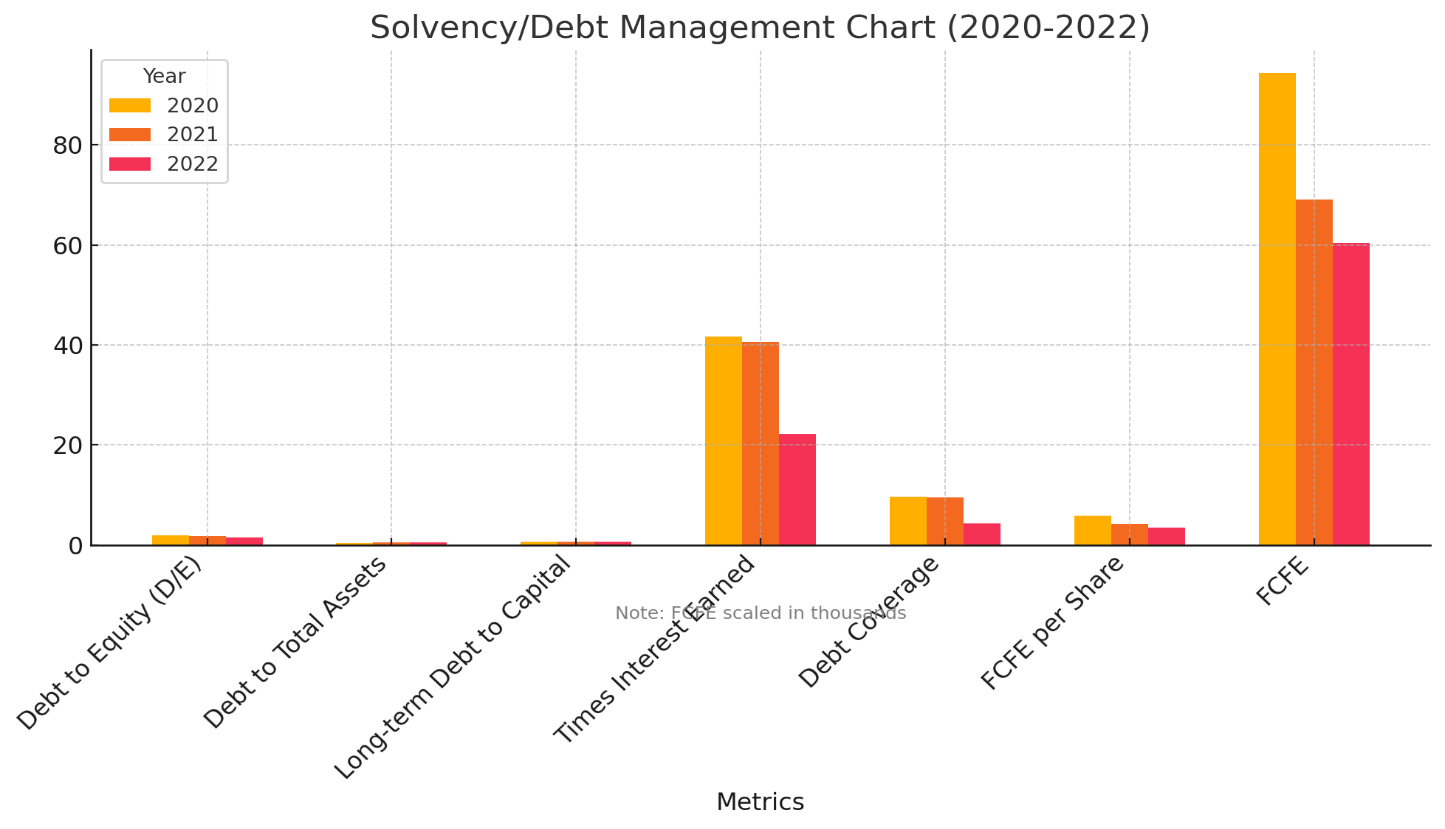 Solvency/Debt Management Chart (2020-2022)
Year
2020
2021
2022
80
60
40
20
0
Debt to Equity (D/E)
Debt to Total Assets
Long-term Debt to Capital
Times Interest Earned
Debt Coverage
FCFE per Share
FCFE
Note: FCFE scaled in thousands
Metrics